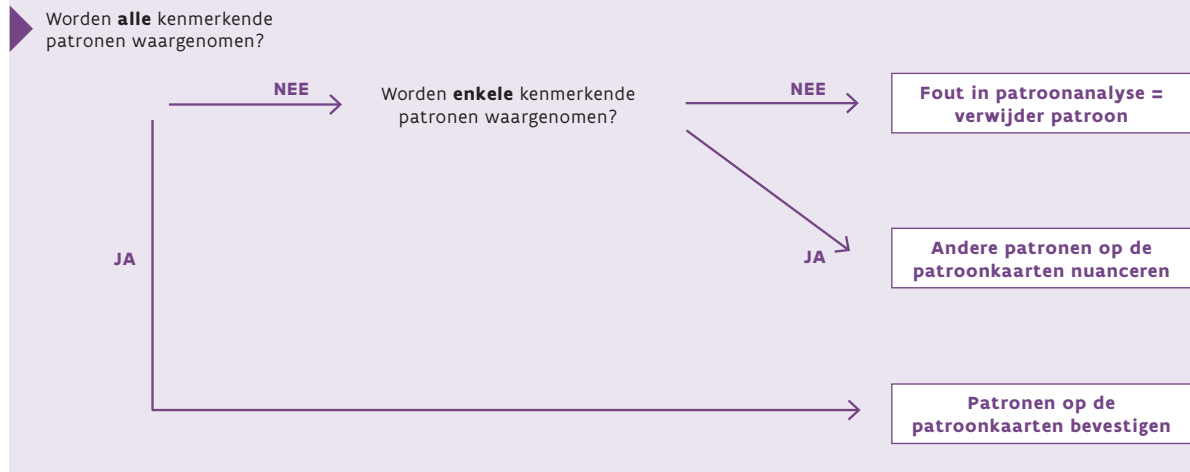 Worden alle kenmerkende
patronen waargenomen?
NEE
Worden enkele kenmerkende
patronen waargenomen?
NEE
Fout in patroonanalyse =
verwijder patroon
JA
JA
Andere patronen op de
patroonkaarten nuanceren
Patronen op de
patroonkaarten bevestigen